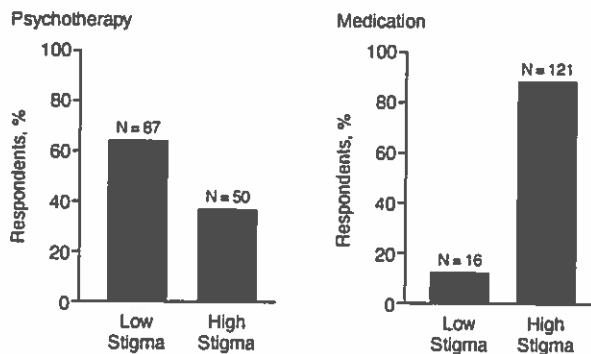 Psychotherapy
100
80
60
40
20
0
Respondents, %
N = 87
N = 50
Low
Stigma
High
Stigma
Medication
100
80
60
40
20
0
Respondents, %
N = 16
N = 121
Low
Stigma
High
Stigma